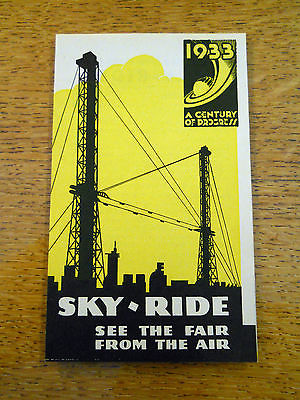 1933
A CENTURY
OF PROGRESS
SKY·RIDE
SEE THE FAIR
FROM THE AIR